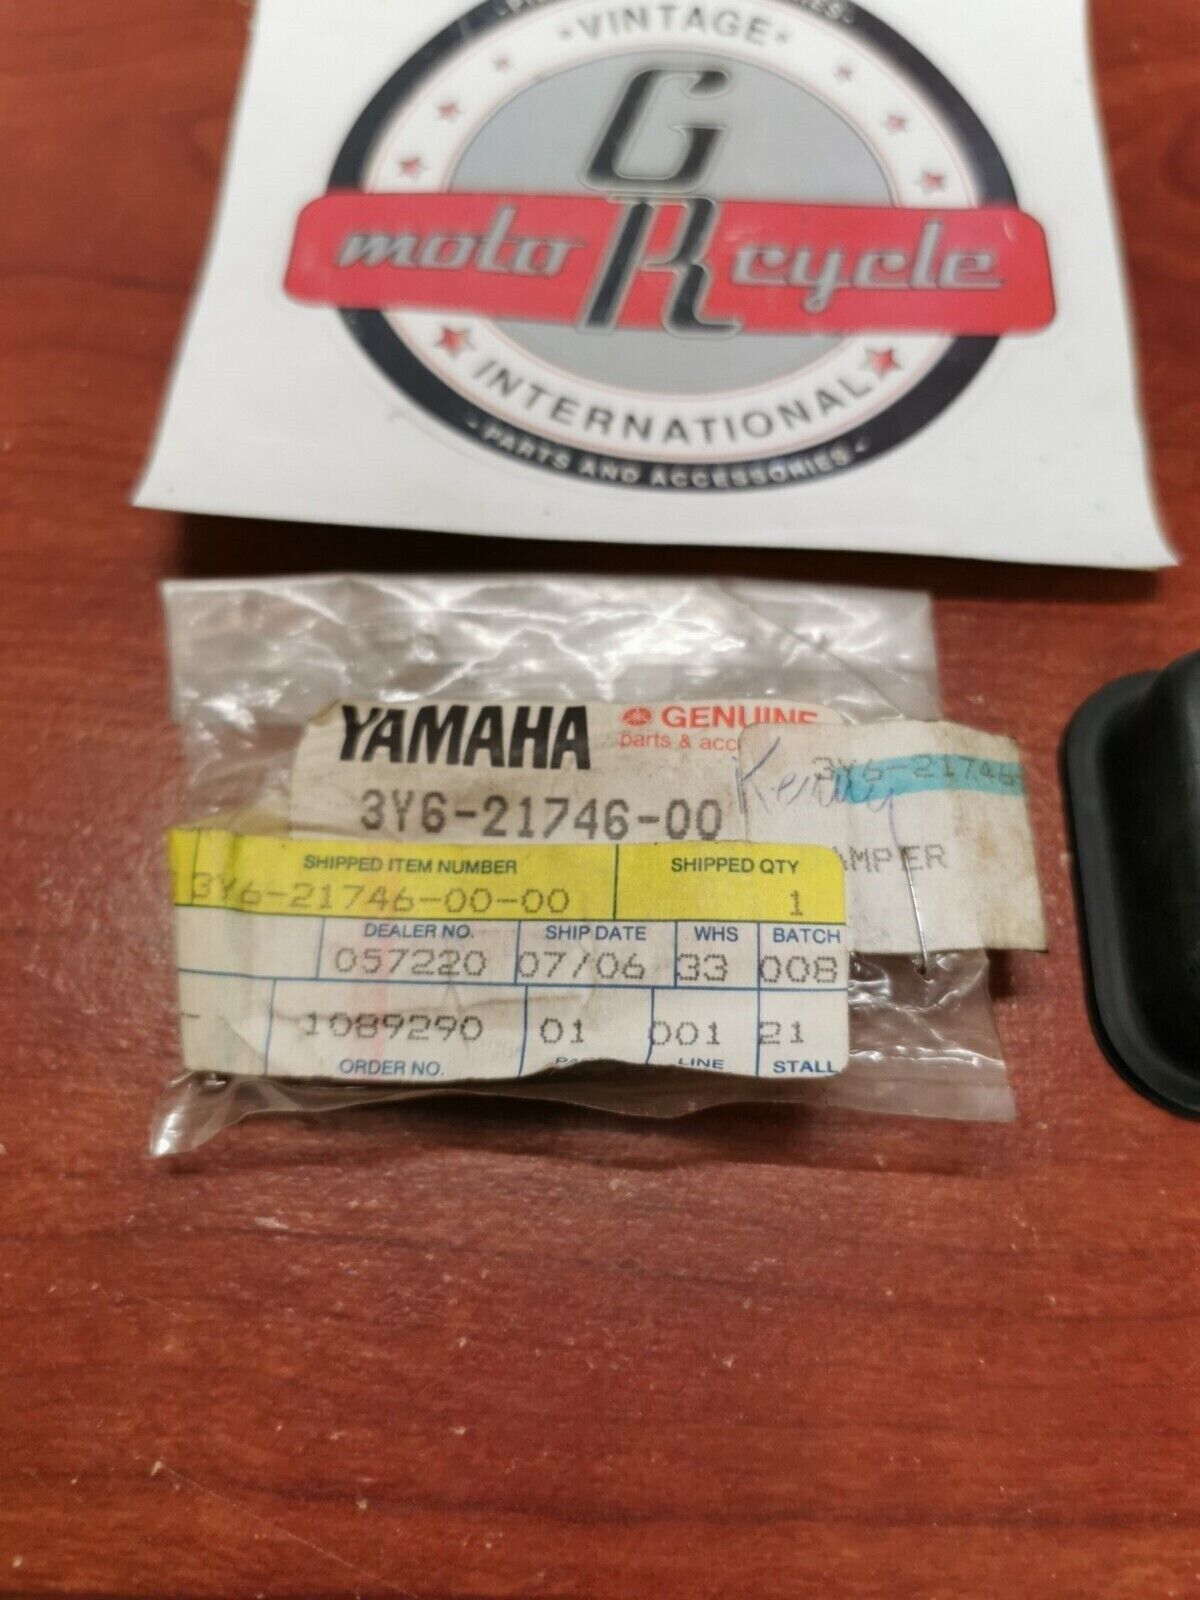 VINTAGE
G
R
moto cycle
INTERNATIONAL
- PARTS AND ACCESSORIES -
YAMAHA GENUINE
parts & acc
3Y6-21746-00
Kenny
3Y6-21746-
AMPER
SHIPPED ITEM NUMBER SHIPPED QTY
3Y6-21746-00-00 1
DEALER NO. SHIP DATE WHS BATCH
057220 07/06 33 008
1089290 01 001 21
ORDER NO. LINE STALL